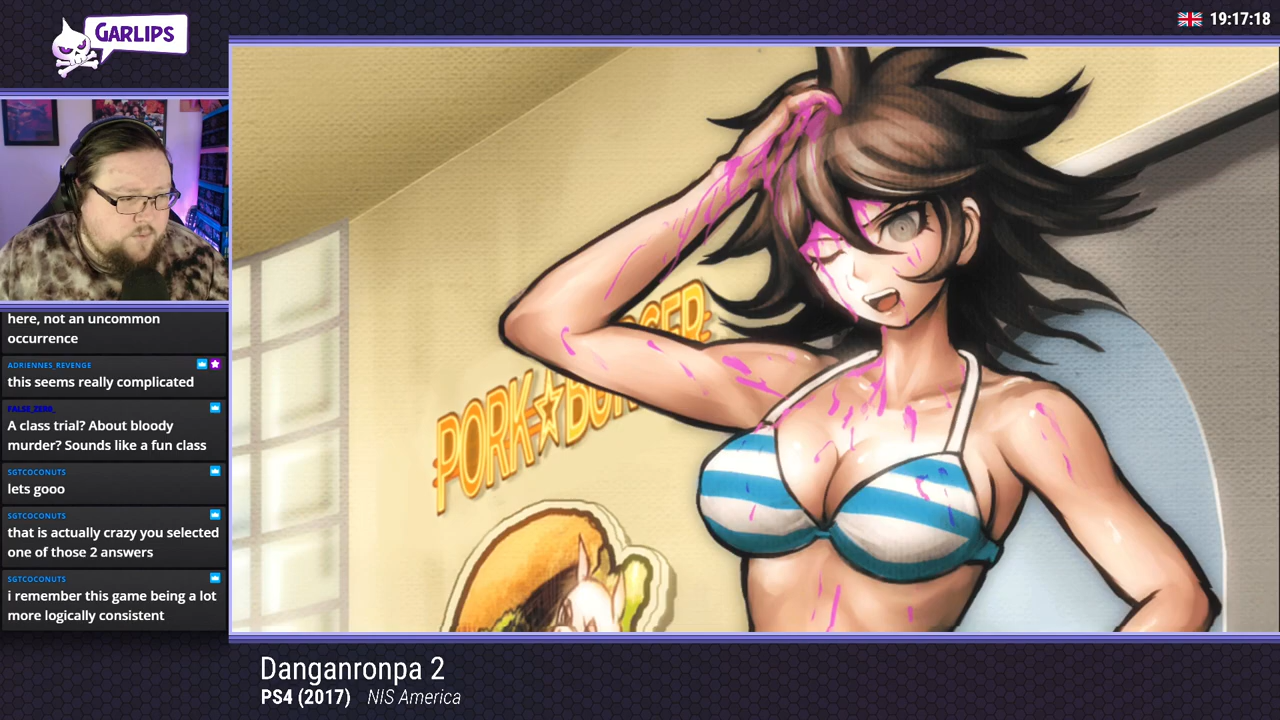 GARLIPS
19:17:18
here, not an uncommon
occurrence
ADRIENNES_REVENGE
this seems really complicated
FALSE_ZERO_
A class trial? About bloody
murder? Sounds like a fun class
SGTCOCONUTS
lets gooo
SGTCOCONUTS
that is actually crazy you selected
one of those 2 answers
SGTCOCONUTS
i remember this game being a lot
more logically consistent
PORK☆BURGER
Danganronpa 2
PS4 (2017) NIS America